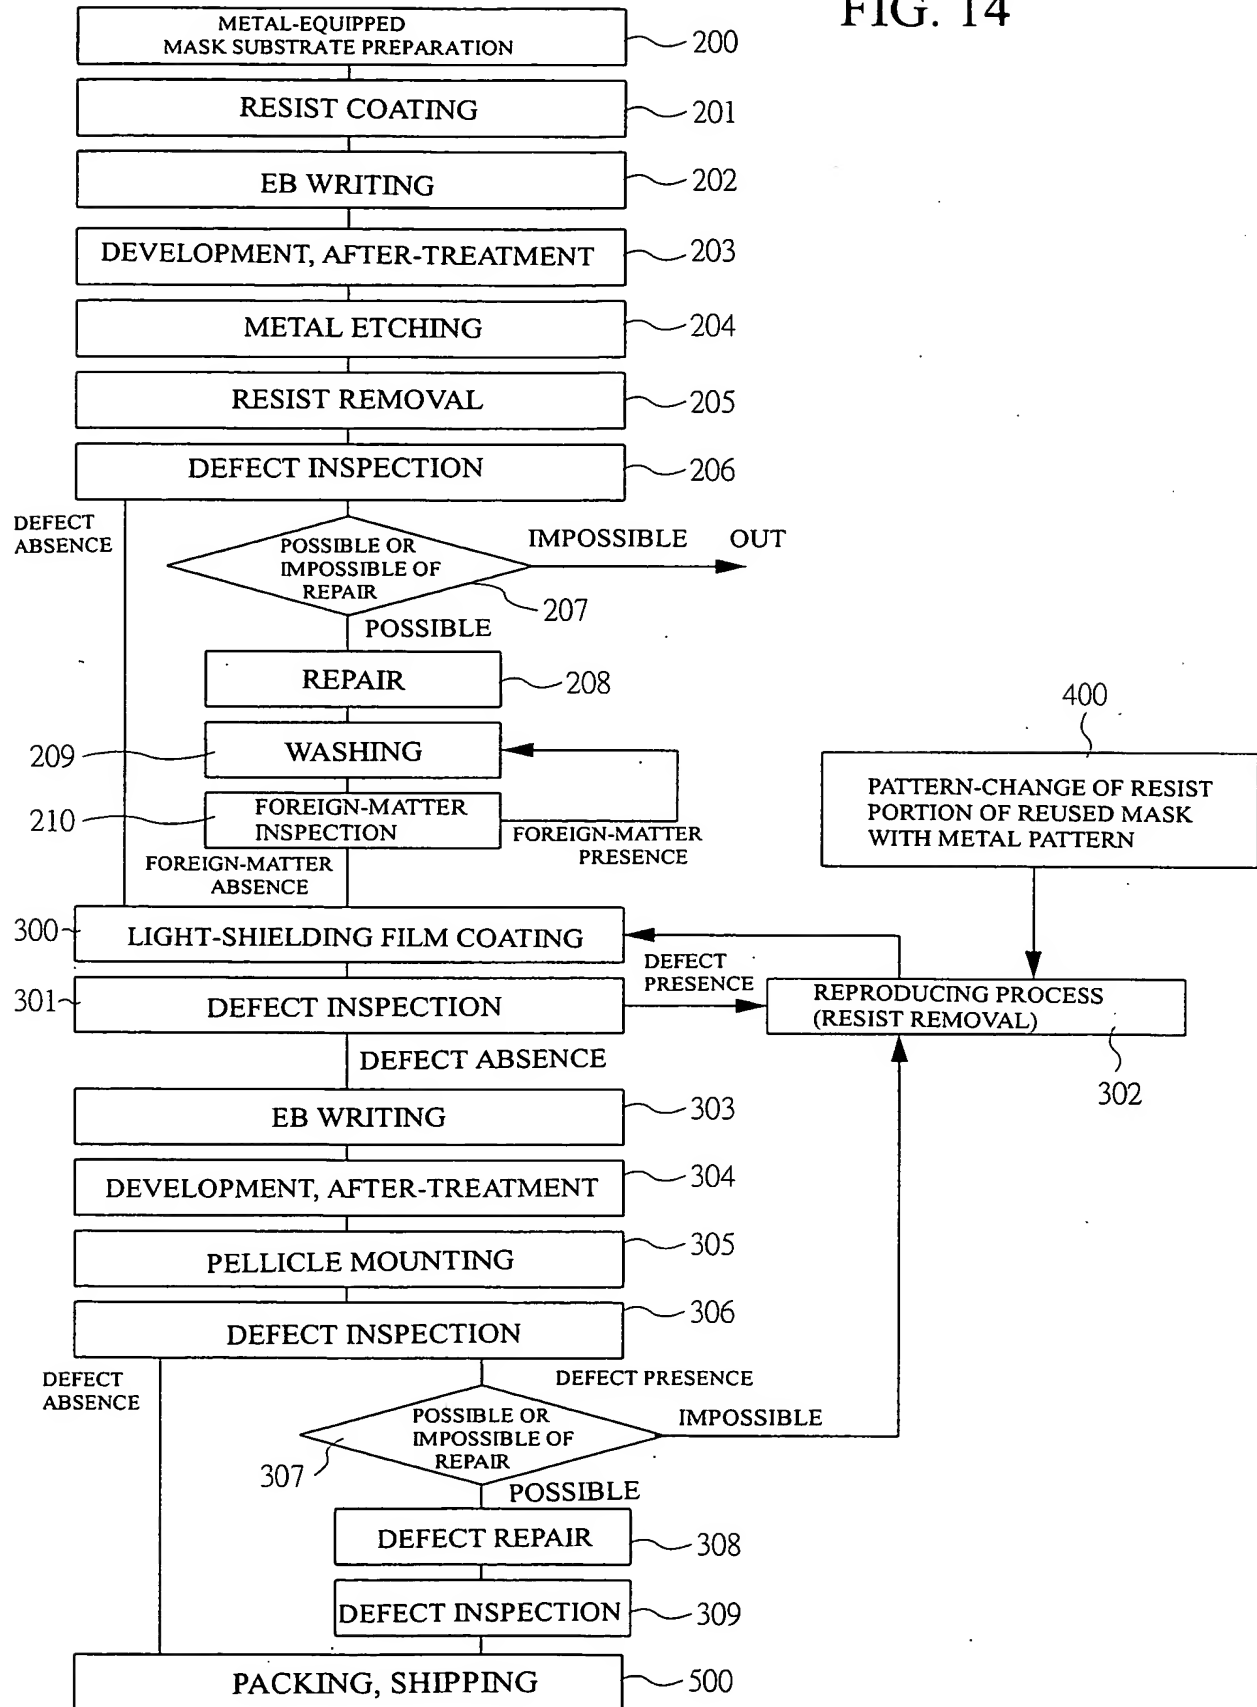 FIG. 14
METAL-EQUIPPED
MASK SUBSTRATE PREPARATION
200
RESIST COATING
201
EB WRITING
202
DEVELOPMENT, AFTER-TREATMENT
203
METAL ETCHING
204
RESIST REMOVAL
205
DEFECT INSPECTION
206
DEFECT
ABSENCE
POSSIBLE OR
IMPOSSIBLE OF
REPAIR
IMPOSSIBLE
OUT
207
POSSIBLE
REPAIR
208
WASHING
209
FOREIGN-MATTER
INSPECTION
210
FOREIGN-MATTER
PRESENCE
FOREIGN-MATTER
ABSENCE
400
PATTERN-CHANGE OF RESIST
PORTION OF REUSED MASK
WITH METAL PATTERN
300
LIGHT-SHIELDING FILM COATING
301
DEFECT INSPECTION
DEFECT
PRESENCE
REPRODUCING PROCESS
(RESIST REMOVAL)
302
DEFECT ABSENCE
EB WRITING
303
DEVELOPMENT, AFTER-TREATMENT
304
PELLICLE MOUNTING
305
DEFECT INSPECTION
306
DEFECT
ABSENCE
DEFECT PRESENCE
POSSIBLE OR
IMPOSSIBLE OF
REPAIR
IMPOSSIBLE
307
POSSIBLE
DEFECT REPAIR
308
DEFECT INSPECTION
309
PACKING, SHIPPING
500